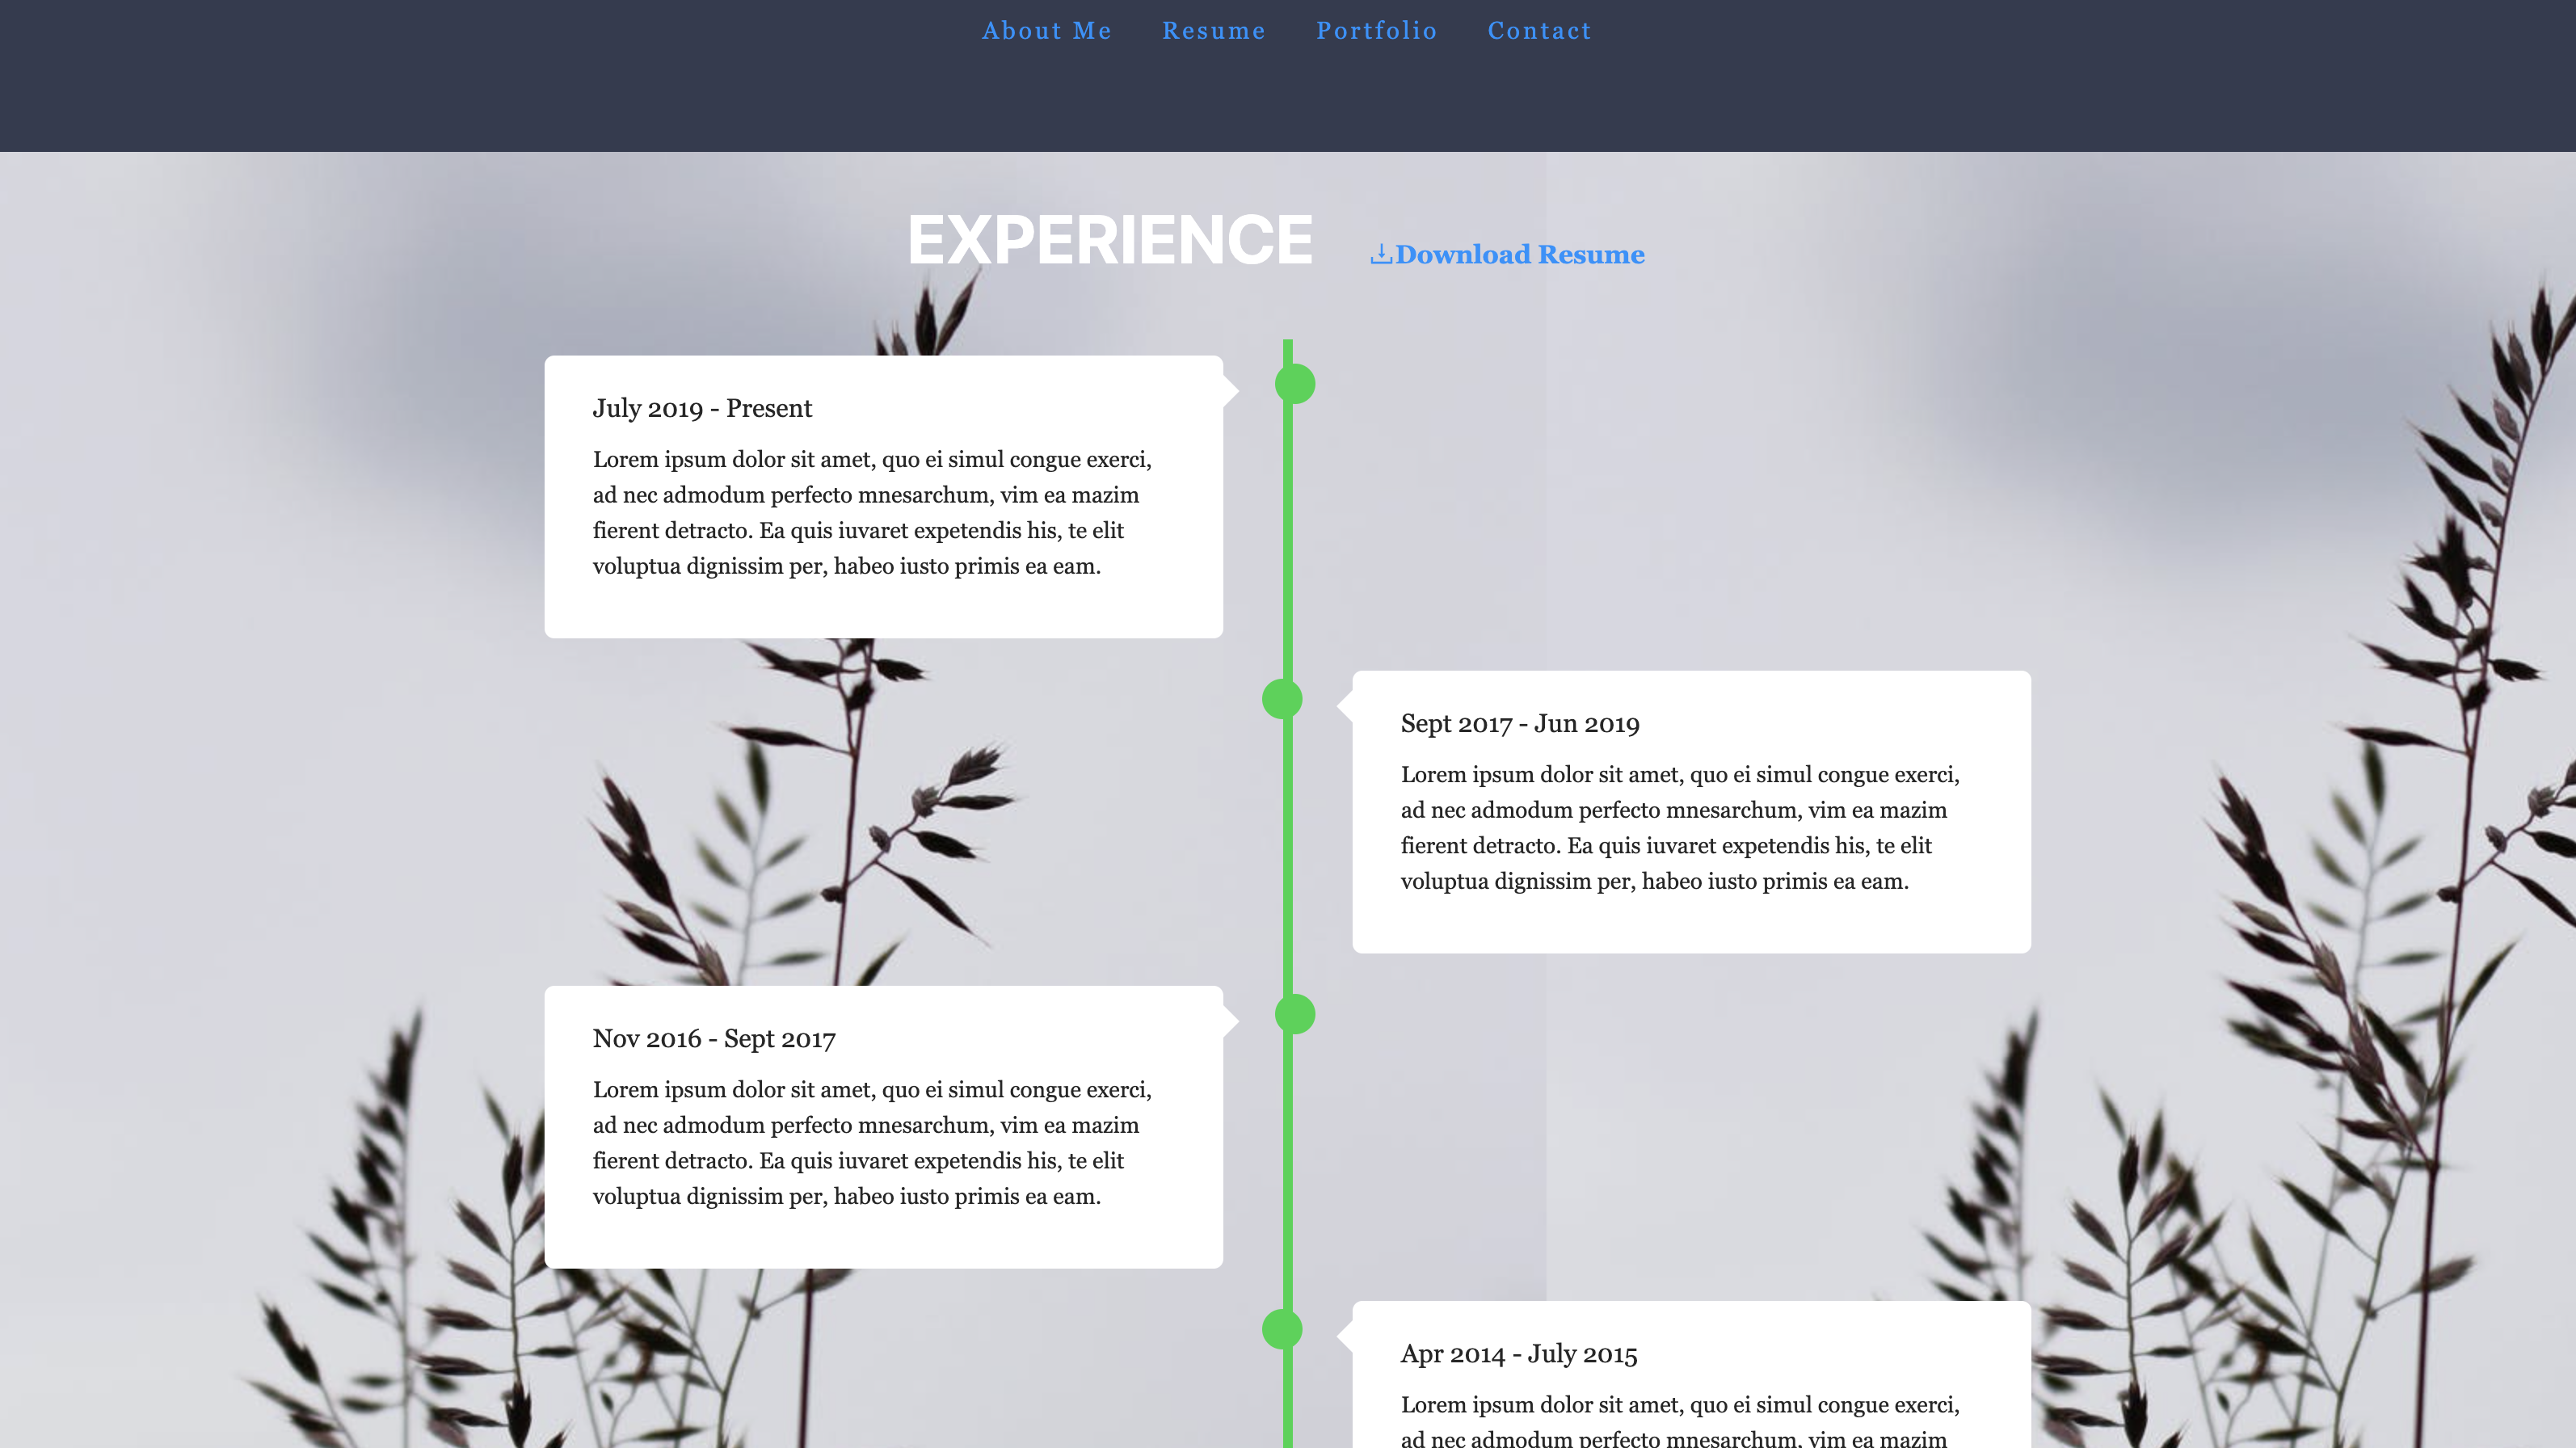 About Me Resume Portfolio Contact
EXPERIENCE
Download Resume
July 2019 - Present
Lorem ipsum dolor sit amet, quo ei simul congue exerci,
ad nec admodum perfecto mnesarchum, vim ea mazim
fierent detracto. Ea quis iuvaret expetendis his, te elit
voluptua dignissim per, habeo iusto primis ea eam.
Sept 2017 - Jun 2019
Lorem ipsum dolor sit amet, quo ei simul congue exerci,
ad nec admodum perfecto mnesarchum, vim ea mazim
fierent detracto. Ea quis iuvaret expetendis his, te elit
voluptua dignissim per, habeo iusto primis ea eam.
Nov 2016 - Sept 2017
Lorem ipsum dolor sit amet, quo ei simul congue exerci,
ad nec admodum perfecto mnesarchum, vim ea mazim
fierent detracto. Ea quis iuvaret expetendis his, te elit
voluptua dignissim per, habeo iusto primis ea eam.
Apr 2014 - July 2015
Lorem ipsum dolor sit amet, quo ei simul congue exerci,
ad nec admodum perfecto mnesarchum, vim ea mazim